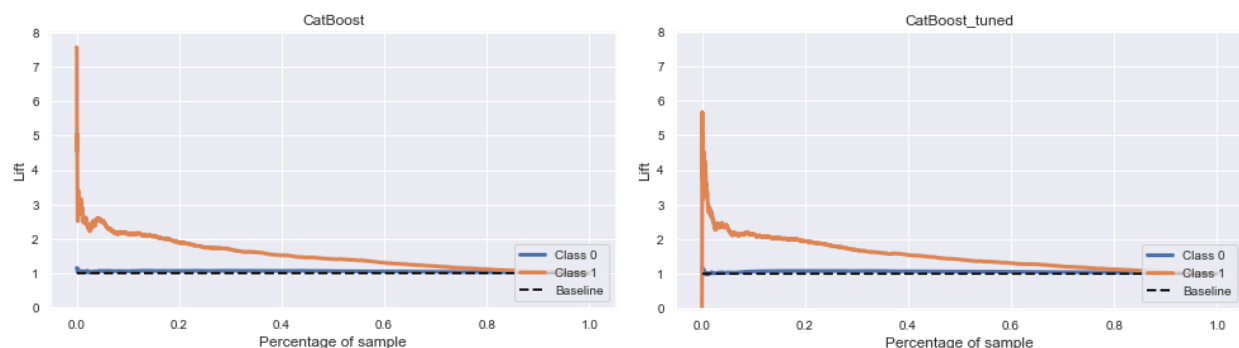 CatBoost
8
7
6
5
4
3
2
1
0
Lift
0.0 0.2 0.4 0.6 0.8 1.0
Percentage of sample
Class 0
Class 1
Baseline
CatBoost_tuned
8
7
6
5
4
3
2
1
0
Lift
0.0 0.2 0.4 0.6 0.8 1.0
Percentage of sample
Class 0
Class 1
Baseline